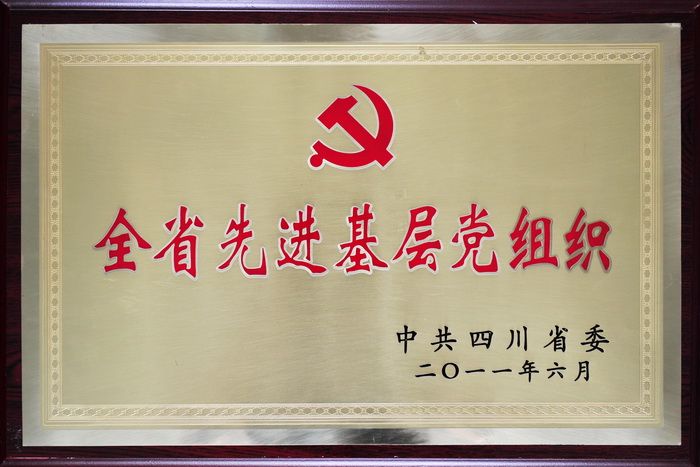 全省先进基层党组织
中共四川省委
二〇一一年六月